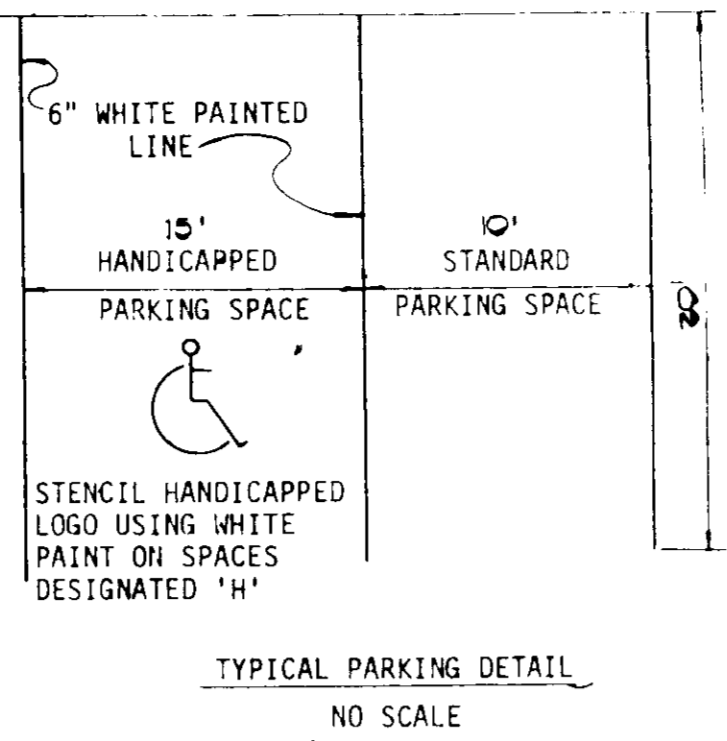 6" WHITE PAINTED
LINE
15'
HANDICAPPED
PARKING SPACE
10'
STANDARD
PARKING SPACE
20
STENCIL HANDICAPPED
LOGO USING WHITE
PAINT ON SPACES
DESIGNATED 'H'
TYPICAL PARKING DETAIL
NO SCALE